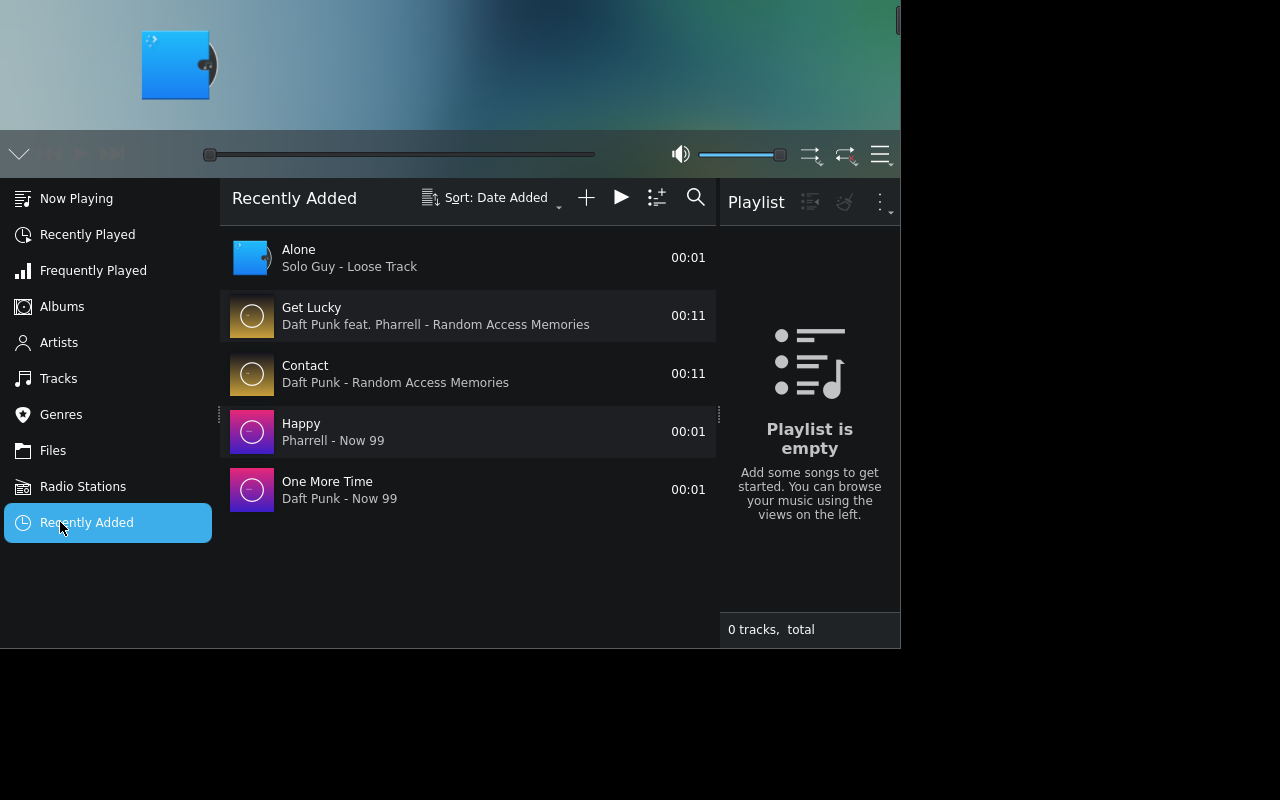 Now Playing
Recently Played
Frequently Played
Albums
Artists
Tracks
Genres
Files
Radio Stations
Recently Added
Recently Added
Sort: Date Added
Alone
Solo Guy - Loose Track
00:01
Get Lucky
Daft Punk feat. Pharrell - Random Access Memories
00:11
Contact
Daft Punk - Random Access Memories
00:11
Happy
Pharrell - Now 99
00:01
One More Time
Daft Punk - Now 99
00:01
Playlist
Playlist is
empty
Add some songs to get
started. You can browse
your music using the
views on the left.
0 tracks,  total